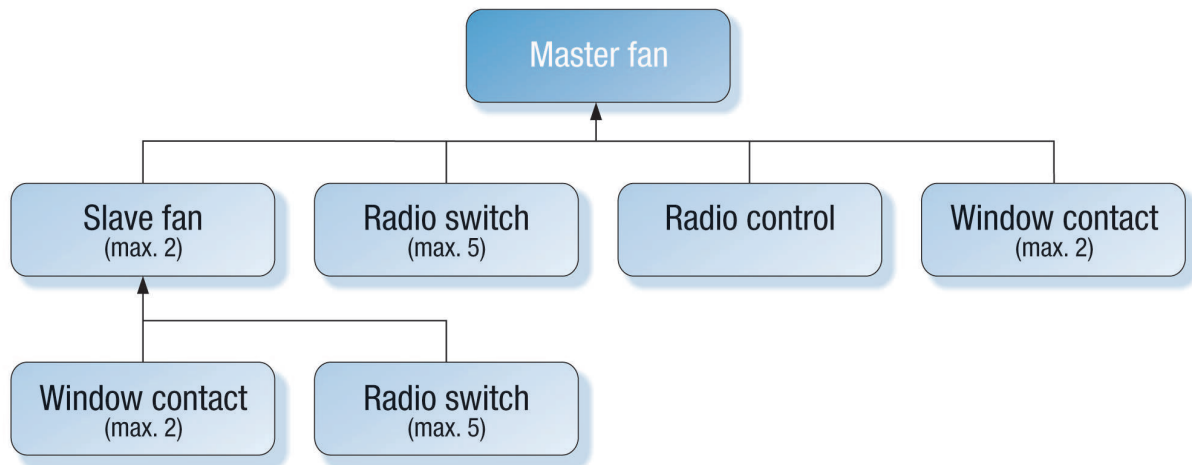 Master fan
Slave fan
(max. 2)
Radio switch
(max. 5)
Radio control
Window contact
(max. 2)
Window contact
(max. 2)
Radio switch
(max. 5)